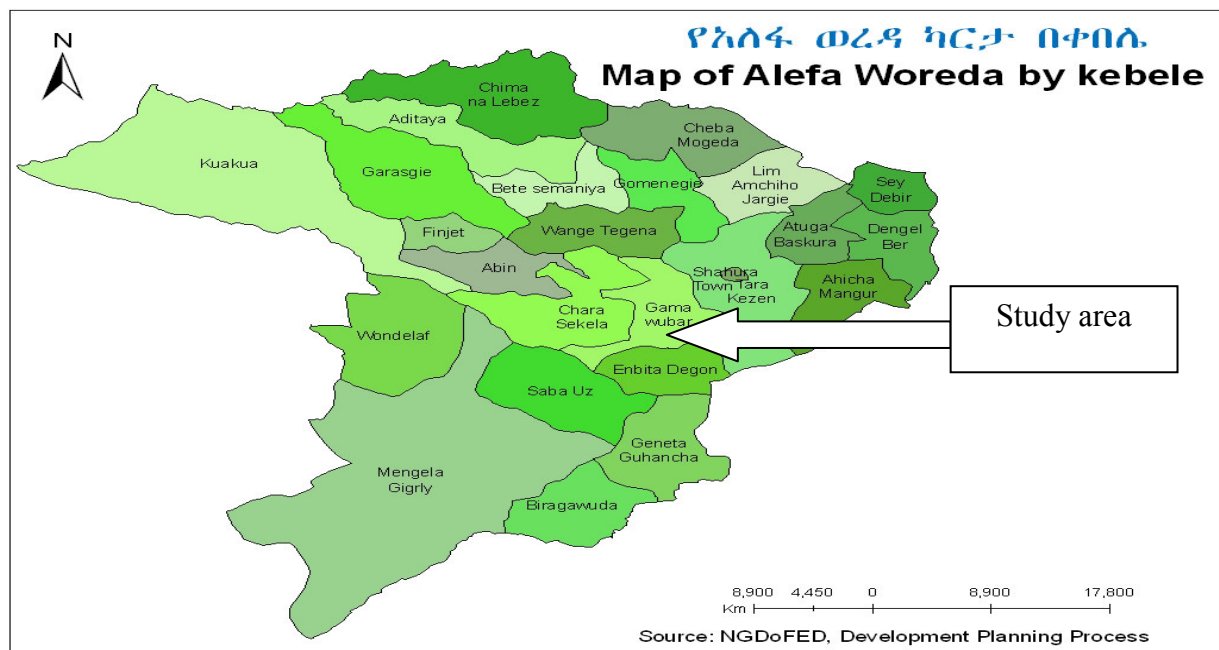 የአለፋ ወረዳ ካርታ በቀበሌ
Map of Alefa Woreda by kebele
N
Chima
na Lebez
Aditaya
Cheba
Mogeda
Kuakua
Garasgie
Bete semaniya
Gomenegie
Lim
Amchiho
Jargie
Sey
Debir
Finjet
Wange Tegena
Atuga
Baskura
Dengel
Ber
Abin
Shahura
Town
Tara
Kezen
Ahicha
Mangur
Chara
Sekela
Gama
wubar
Study area
Wondelaf
Enbita Degon
Saba Uz
Geneta
Guhancha
Mengela
Gigrly
Biragawuda
8,900 4,450 0 8,900 17,800
Km
Source: NGDoFED, Development Planning Process